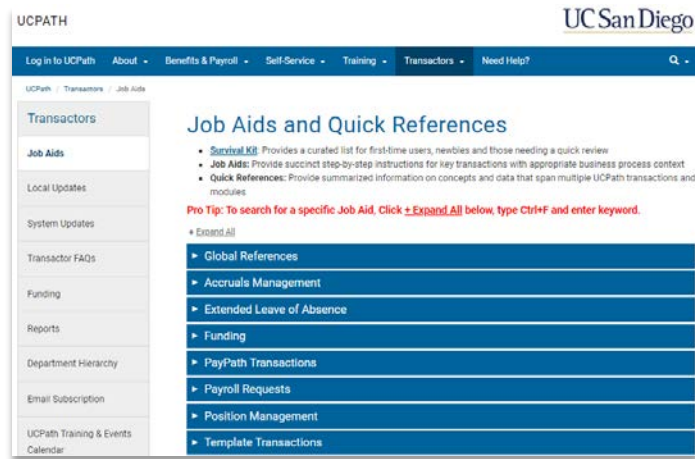 UCPATH
UC San Diego
Log in to UCPath About Benefits & Payroll Self-Service Training Transactors Need Help?
UCPath / Transactors / Job Aids
Transactors
Job Aids
Local Updates
System Updates
Transactor FAQs
Funding
Reports
Department Hierarchy
Email Subscription
UCPath Training & Events
Calendar
Job Aids and Quick References
Survival Kit: Provides a curated list for first-time users, newbies and those needing a quick review
Job Aids: Provide succinct step-by-step instructions for key transactions with appropriate business process context
Quick References: Provide summarized information on concepts and data that span multiple UCPath transactions and
modules
Pro Tip: To search for a specific Job Aid, Click + Expand All below, type Ctrl+F and enter keyword.
+ Expand All
Global References
Accruals Management
Extended Leave of Absence
Funding
PayPath Transactions
Payroll Requests
Position Management
Template Transactions